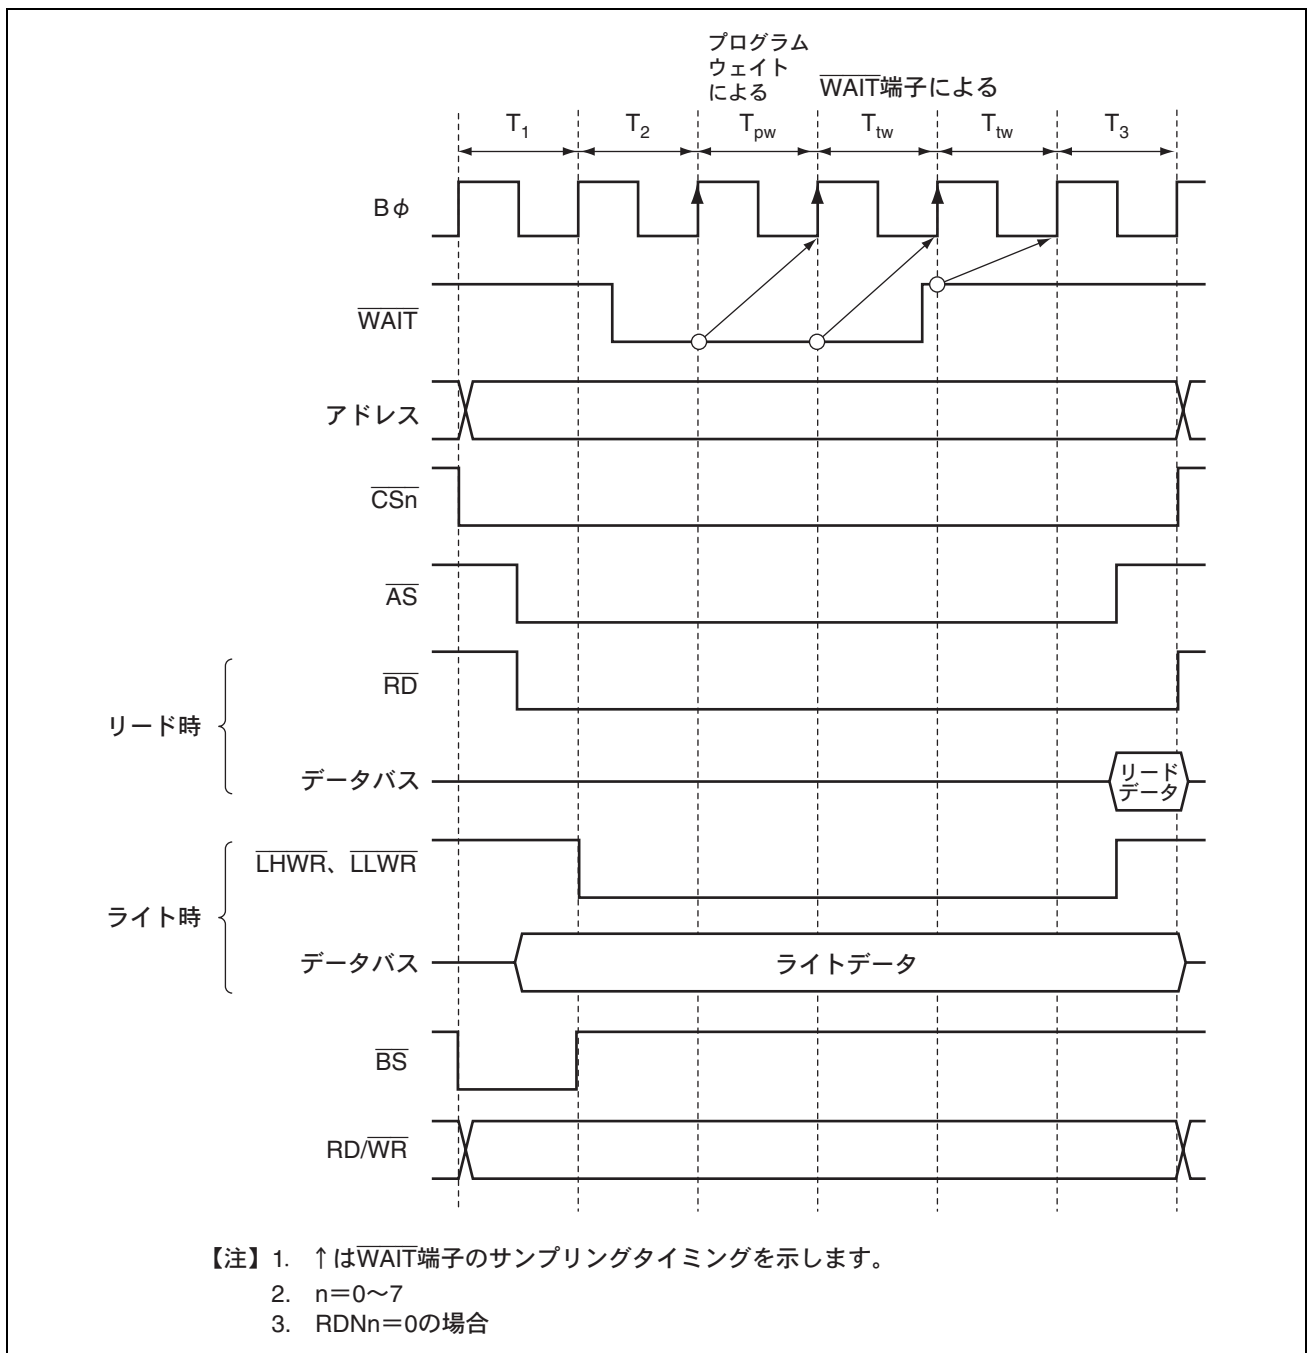 プログラム
ウェイト
による
WAIT端子による
T1 T2 Tpw Ttw Ttw T3
Bφ
WAIT
アドレス
CSn
AS
RD
リード時
データバス
リード
データ
LHWR、LLWR
ライト時
データバス
ライトデータ
BS
RD/WR
【注】1. ↑はWAIT端子のサンプリングタイミングを示します。
2. n=0～7
3. RDNn=0の場合